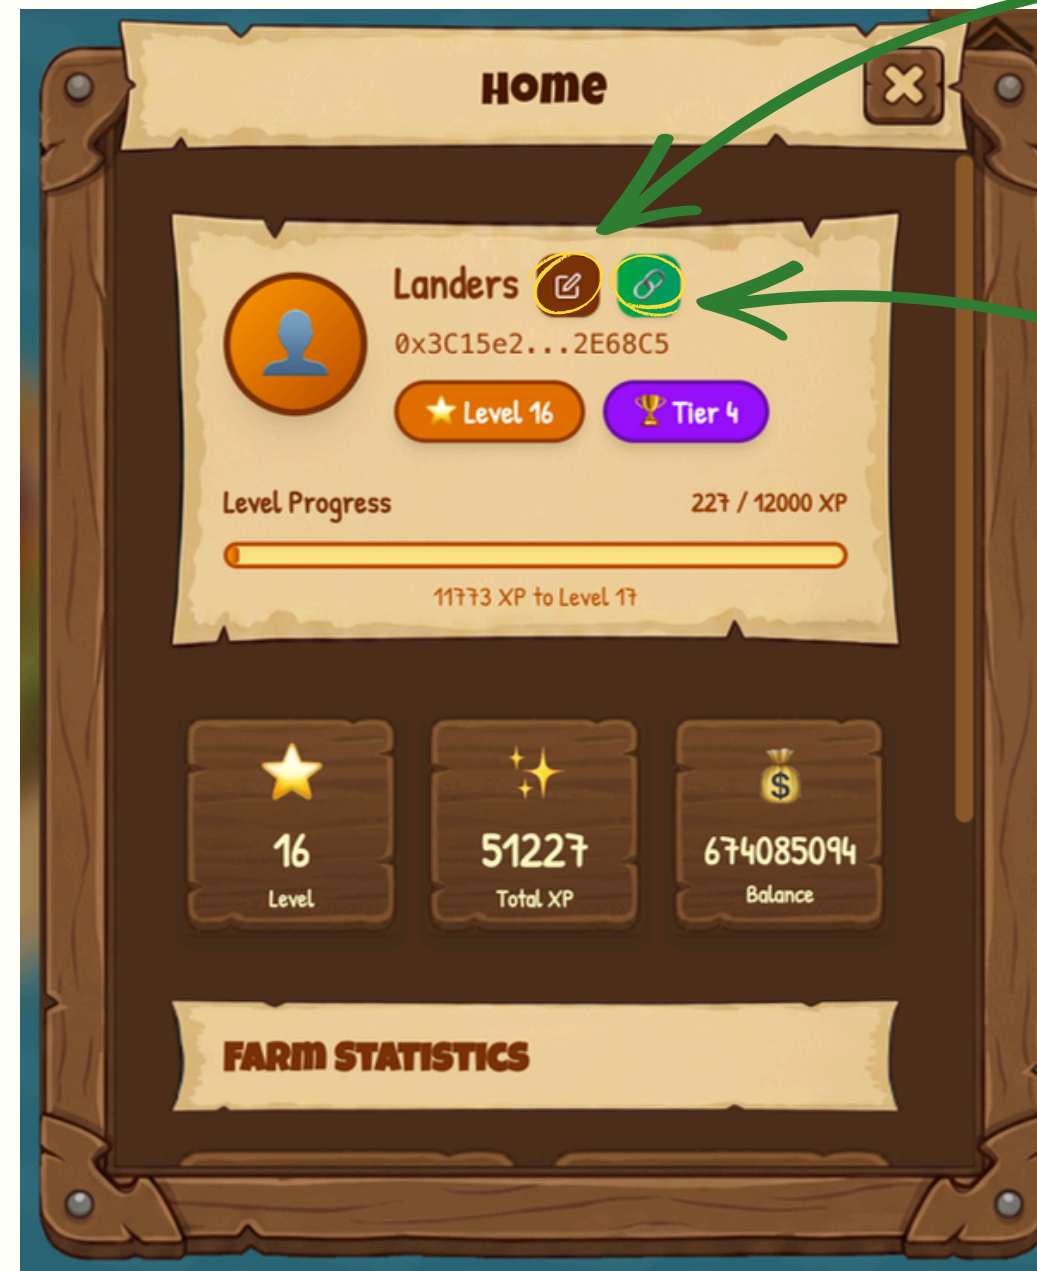 Home
Landers
0x3C15e2...2E68C5
Level 16
Tier 4
Level Progress
227 / 12000 XP
11773 XP to Level 17
16
Level
51227
Total XP
$
674085094
Balance
FARM STATISTICS